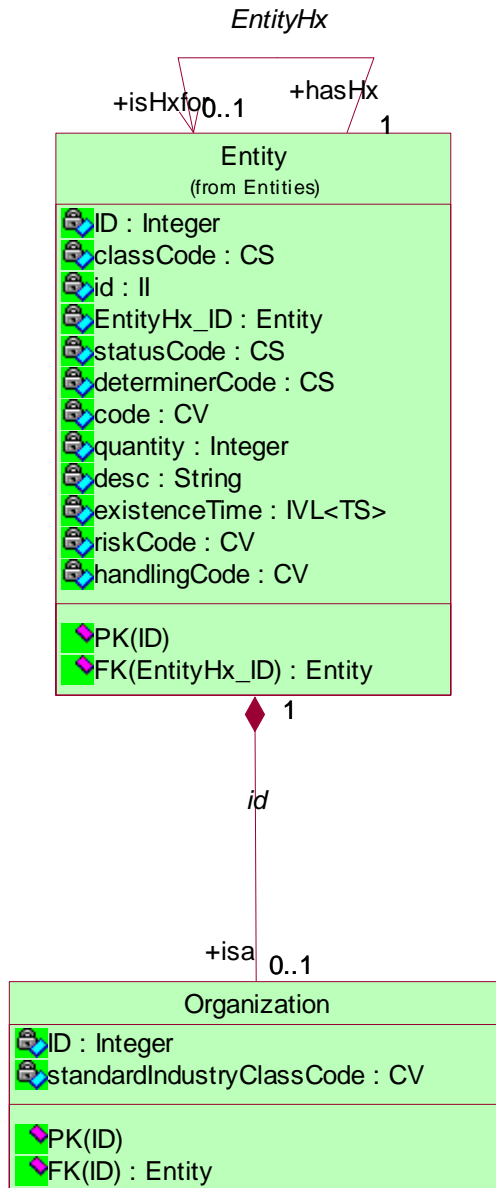 EntityHx
+isHxfor
0..1
+hasHx
1
Entity
(from Entities)
ID : Integer
classCode : CS
id : II
EntityHx_ID : Entity
statusCode : CS
determinerCode : CS
code : CV
quantity : Integer
desc : String
existenceTime : IVL<TS>
riskCode : CV
handlingCode : CV
PK(ID)
FK(EntityHx_ID) : Entity
1
id
+isa
0..1
Organization
ID : Integer
standardIndustryClassCode : CV
PK(ID)
FK(ID) : Entity